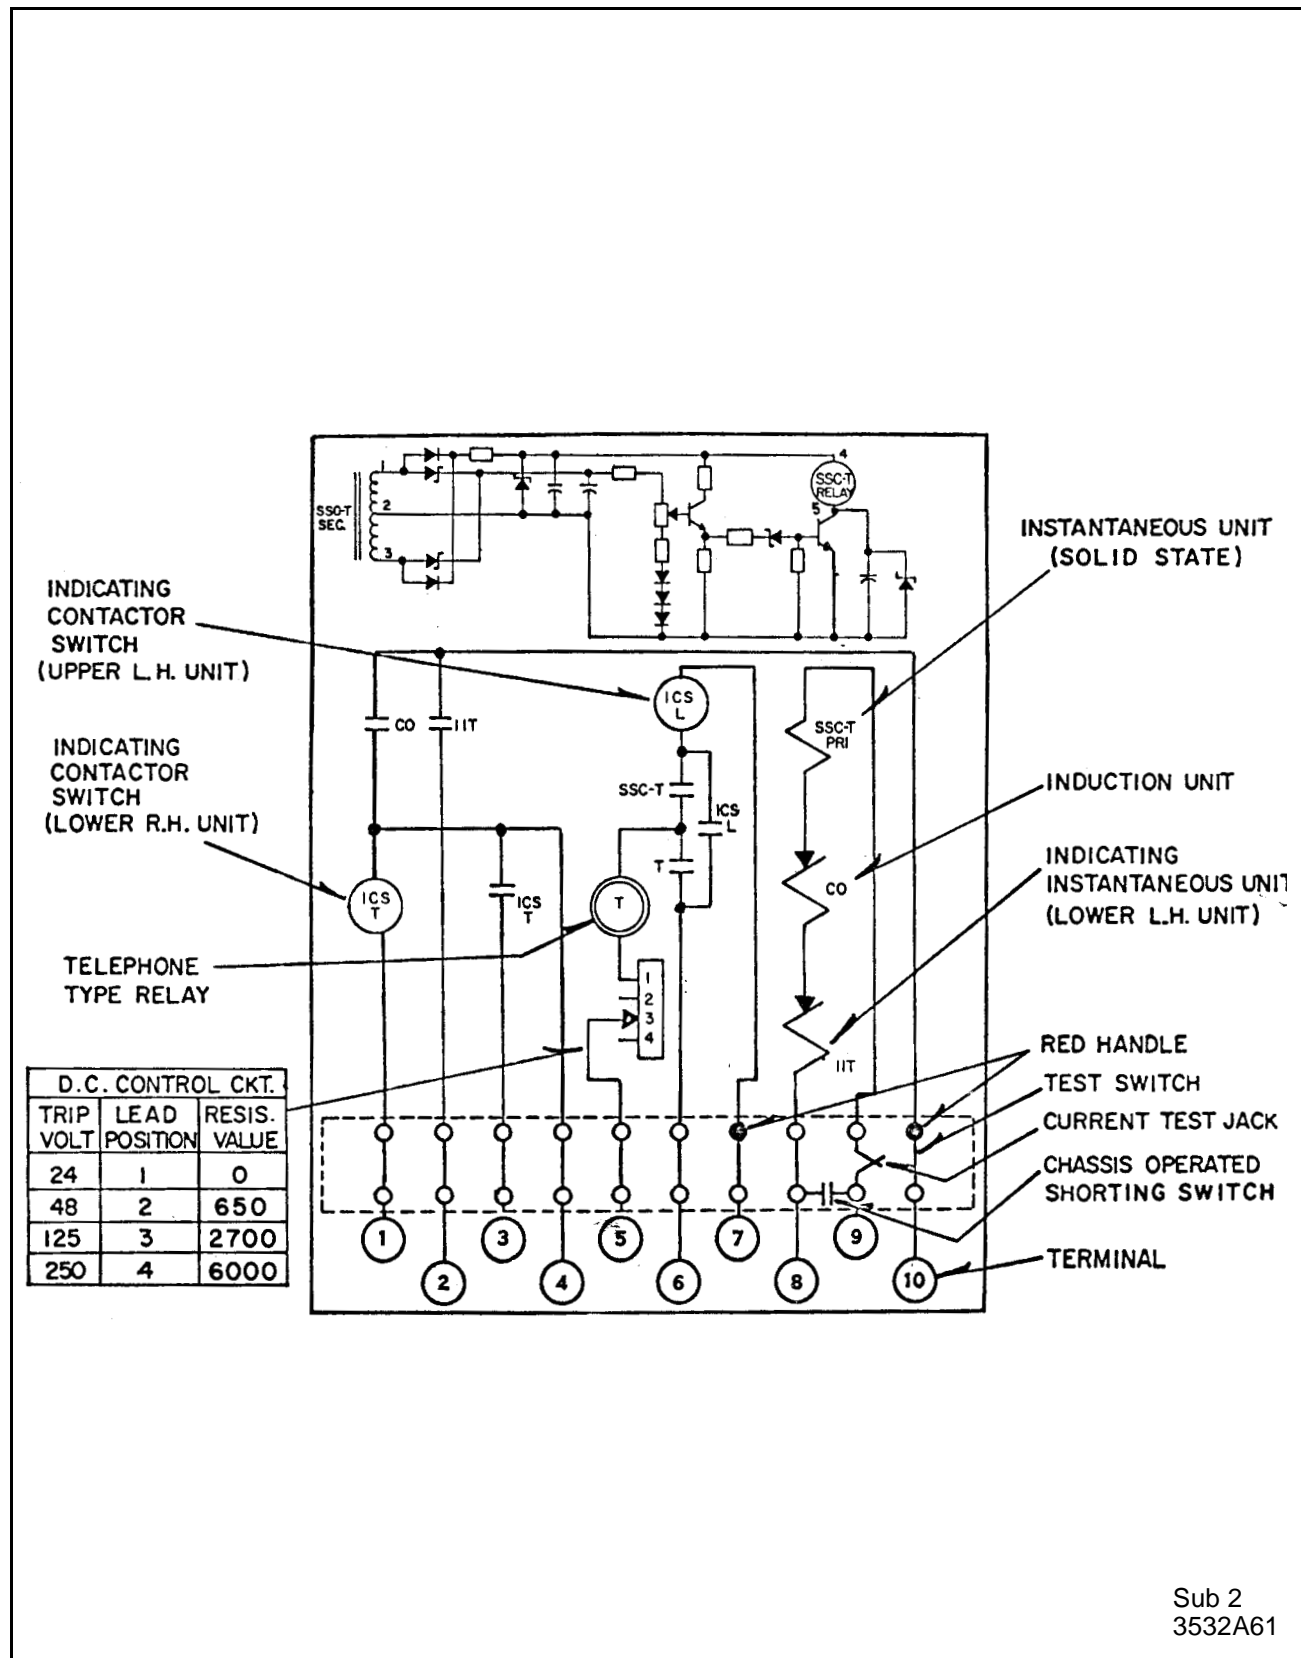 1
2
3
SSC-T
SEC.
4
SSC-T
RELAY
5
INSTANTANEOUS UNIT
(SOLID STATE)
INDICATING
CONTACTOR
SWITCH
(UPPER L.H. UNIT)
ICS
L
CO
IIT
SSC-T
PRI
INDICATING
CONTACTOR
SWITCH
(LOWER R.H. UNIT)
SSC-T
ICS
L
INDUCTION UNIT
T
CO
INDICATING
INSTANTANEOUS UNIT
(LOWER L.H. UNIT)
ICS
T
ICS
T
T
TELEPHONE
TYPE RELAY
1
2
3
4
IIT
RED HANDLE
TEST SWITCH
CURRENT TEST JACK
CHASSIS OPERATED
SHORTING SWITCH
D.C. CONTROL CKT.
TRIP VOLT LEAD POSITION RESIS. VALUE
24 1 0
48 2 650
125 3 2700
250 4 6000
1 3 5 7 9
2 4 6 8 10
TERMINAL
Sub 2
3532A61